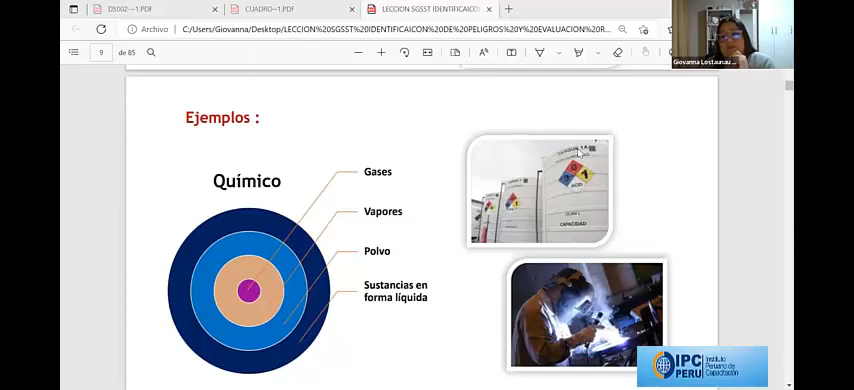 DS002---1.PDF
CUADRO--1.PDF
LECCION SGSST IDENTIFICAICON
Archivo
C:/Users/Giovanna/Desktop/LECCION%20SGSST%20IDENTIFICAICON%20DE%20PELIGROS%20Y%20EVALUACION%20R...
9
de 85
Giovanna Lostaunau ...
Ejemplos :
Químico
Gases
Vapores
Polvo
Sustancias en
forma líquida
ACID
CAPACIDAD
IPC
PERU
Instituto
Peruano de
Capacitación